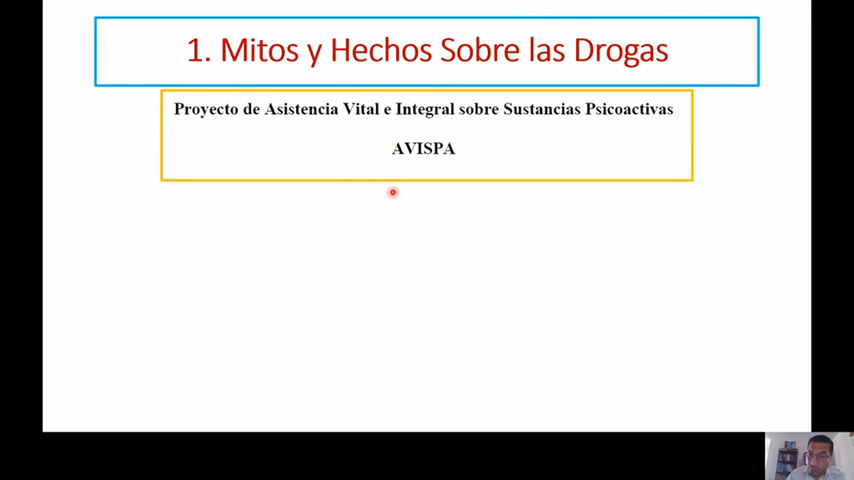 1. Mitos y Hechos Sobre las Drogas
Proyecto de Asistencia Vital e Integral sobre Sustancias Psicoactivas
AVISPA